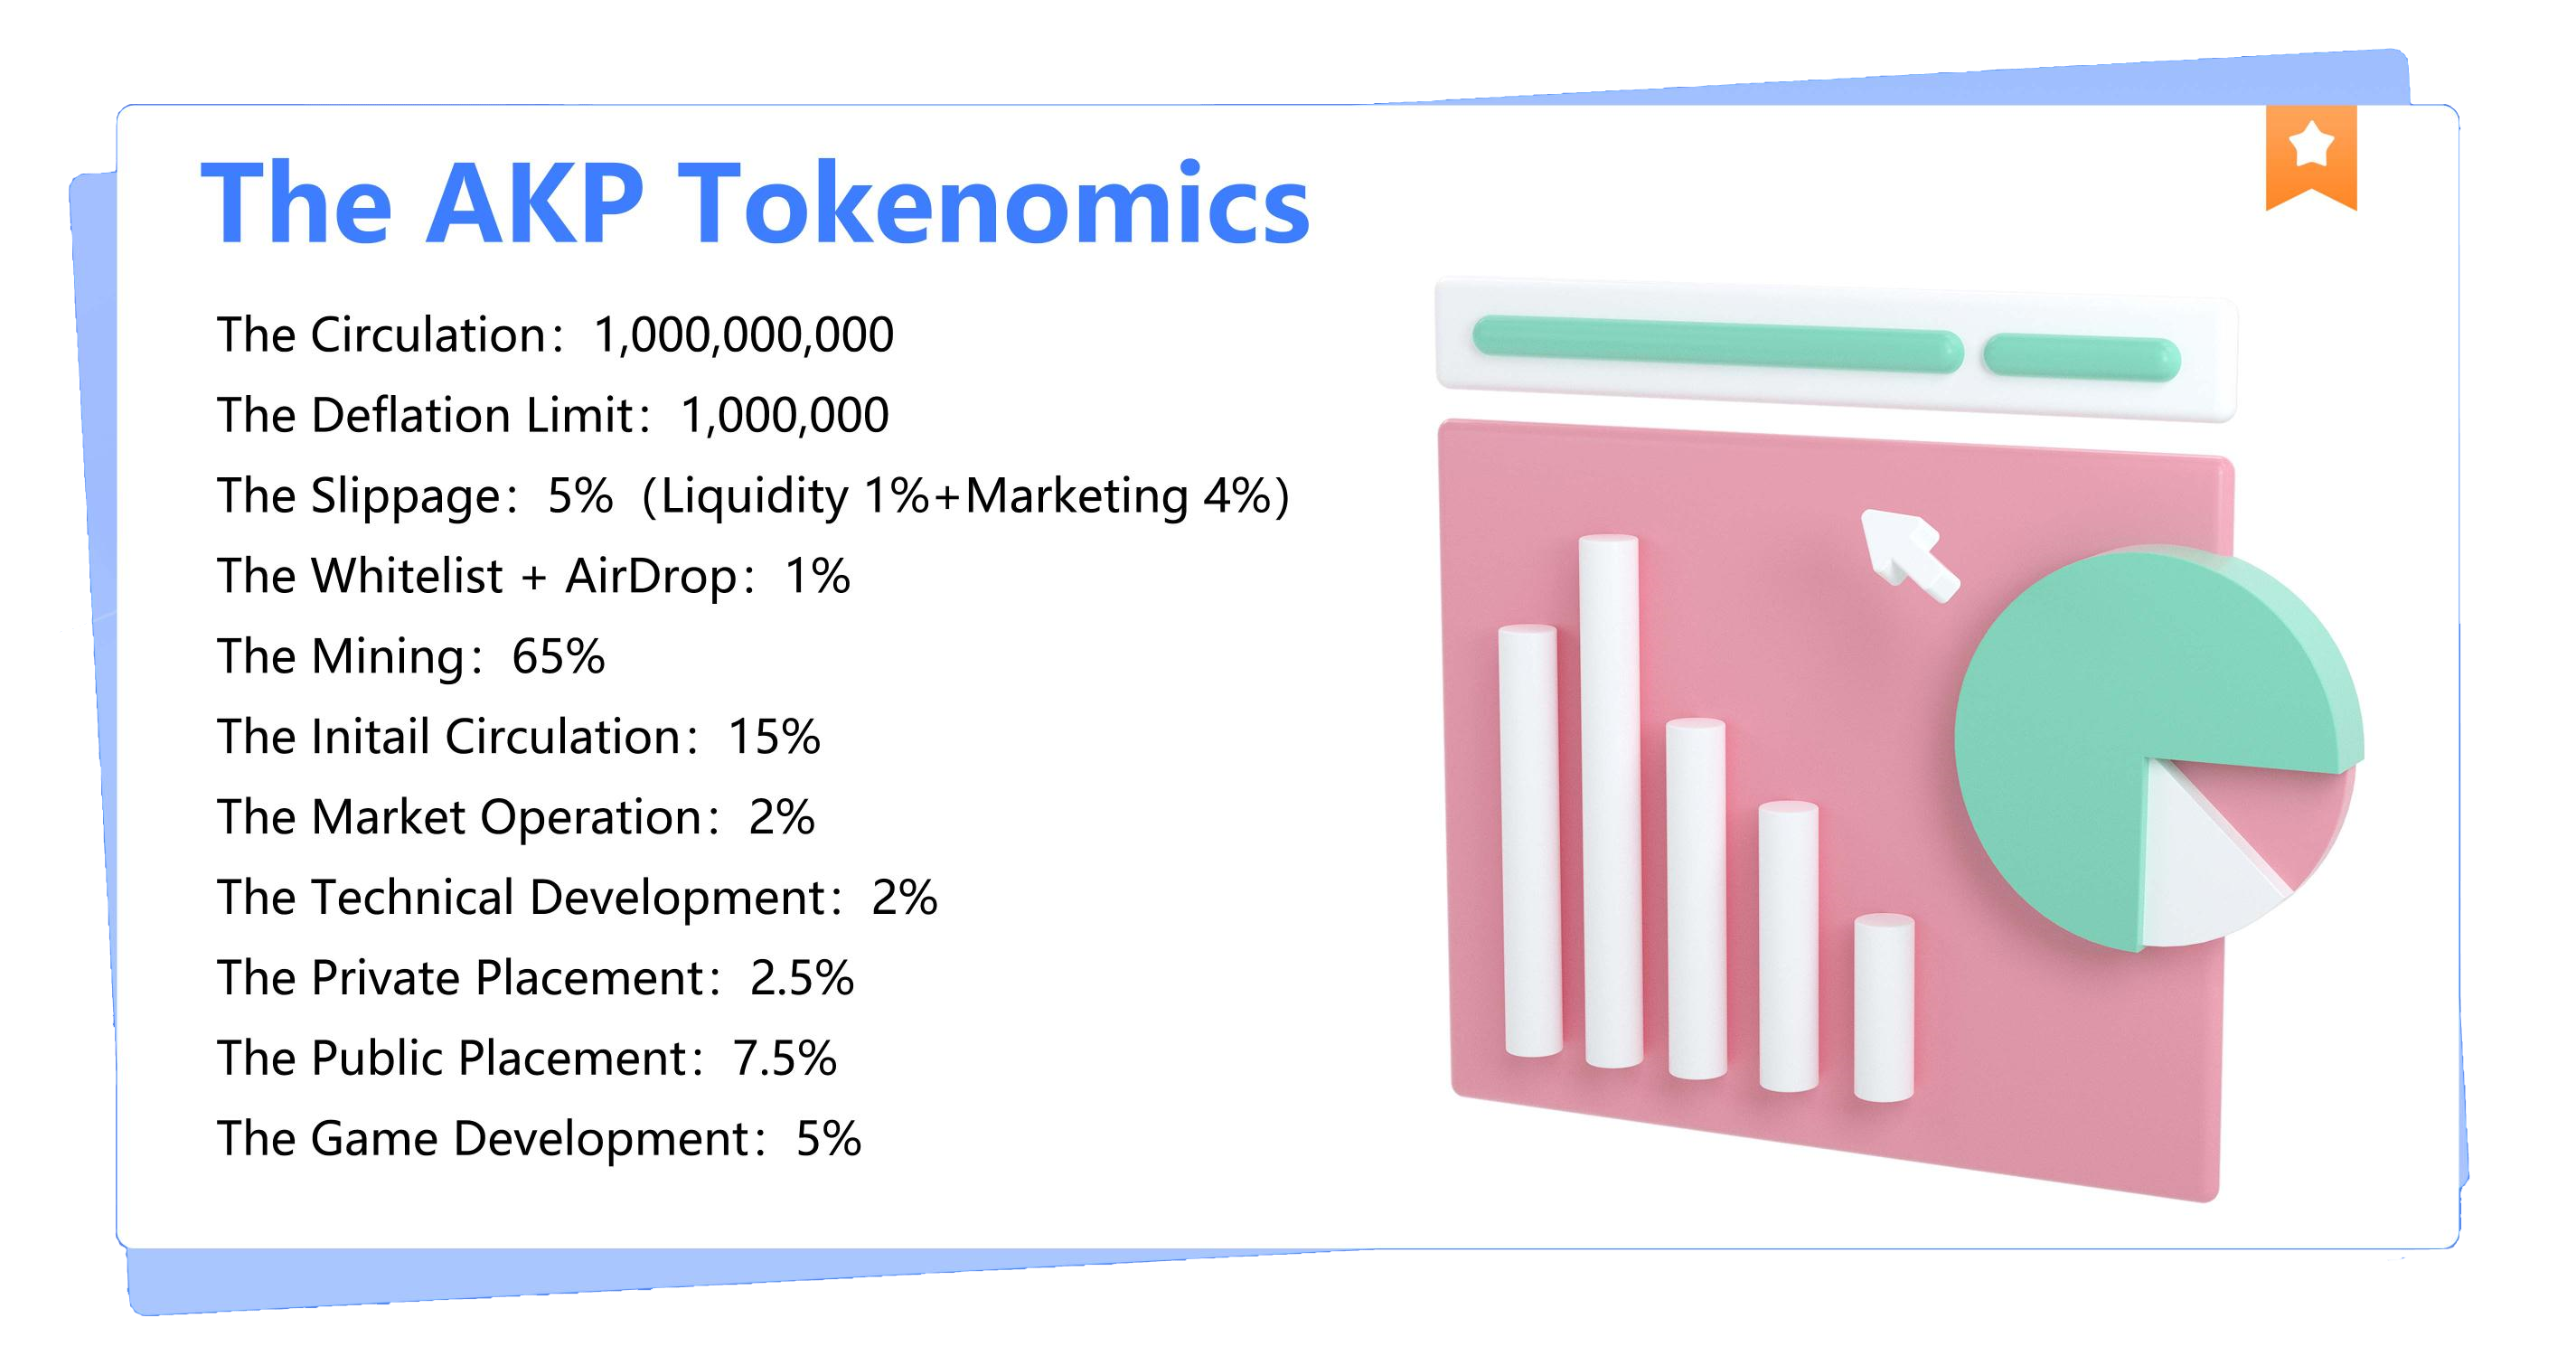 The AKP Tokenomics
The Circulation：1,000,000,000
The Deflation Limit：1,000,000
The Slippage：5%（Liquidity 1%+Marketing 4%）
The Whitelist + AirDrop：1%
The Mining：65%
The Initail Circulation：15%
The Market Operation：2%
The Technical Development：2%
The Private Placement：2.5%
The Public Placement：7.5%
The Game Development：5%